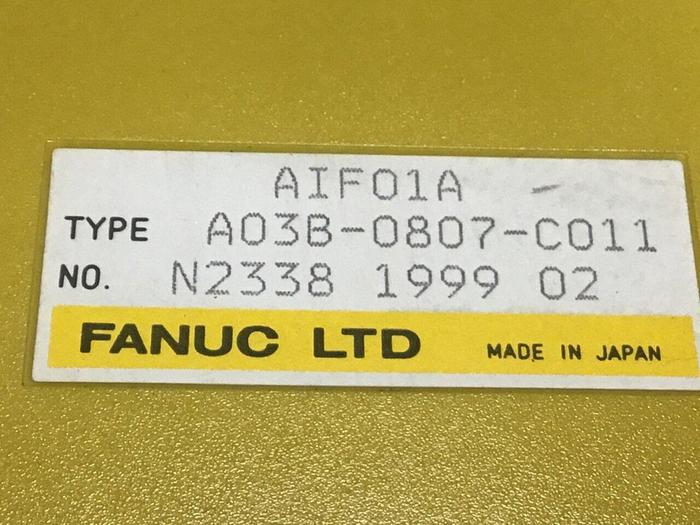 AIF01A
TYPE A03B-0807-C011
NO. N2338 1999 02
FANUC LTD MADE IN JAPAN